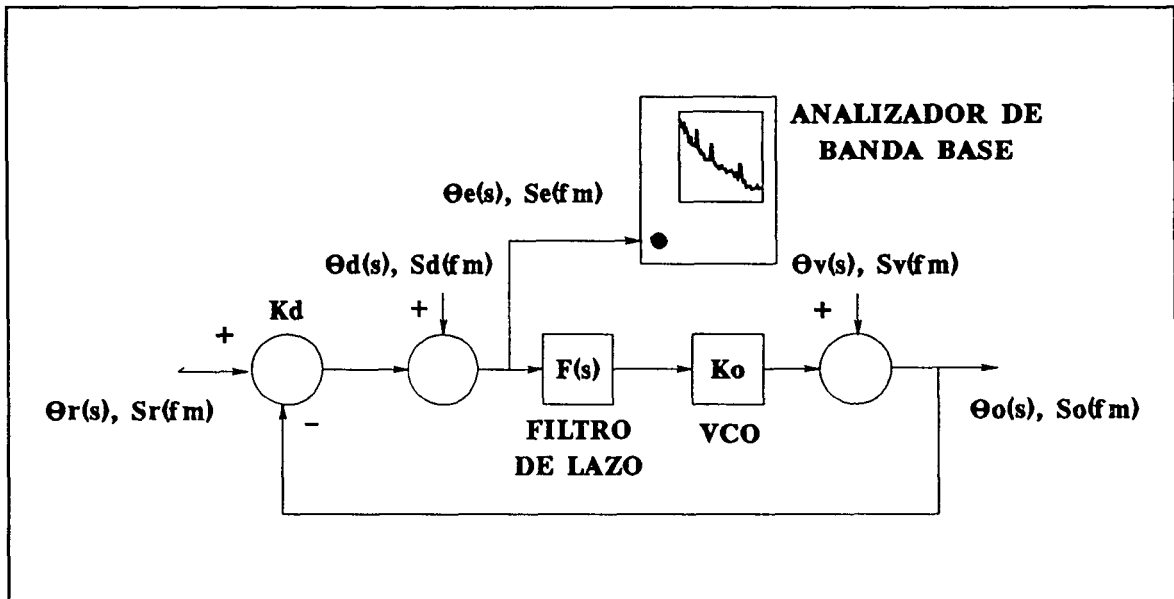 ANALIZADOR DE
BANDA BASE
Θe(s), Se(fm)
Θd(s), Sd(fm)
Θv(s), Sv(fm)
Kd
+
+
+
F(s)
Ko
Θr(s), Sr(fm)
−
FILTRO
DE LAZO
VCO
Θo(s), So(fm)